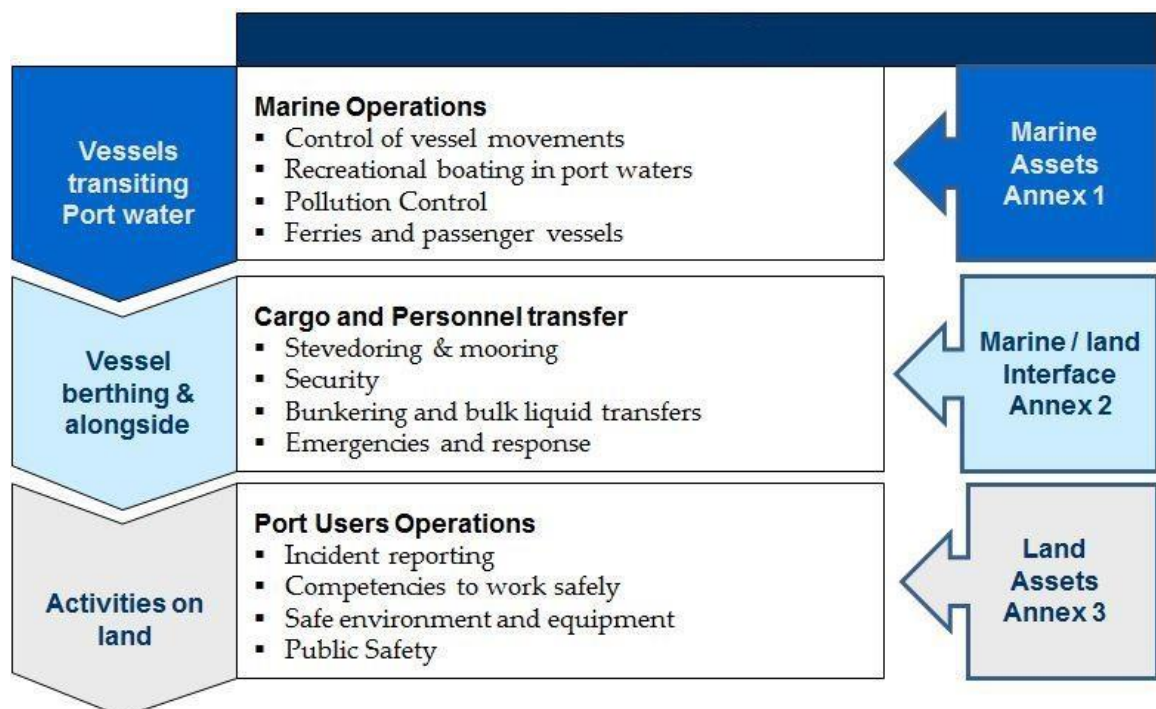 Vessels
transiting
Port water
Marine Operations
▪ Control of vessel movements
▪ Recreational boating in port waters
▪ Pollution Control
▪ Ferries and passenger vessels
Marine
Assets
Annex 1
Vessel
berthing &
alongside
Cargo and Personnel transfer
▪ Stevedoring & mooring
▪ Security
▪ Bunkering and bulk liquid transfers
▪ Emergencies and response
Marine / land
Interface
Annex 2
Activities on
land
Port Users Operations
▪ Incident reporting
▪ Competencies to work safely
▪ Safe environment and equipment
▪ Public Safety
Land
Assets
Annex 3